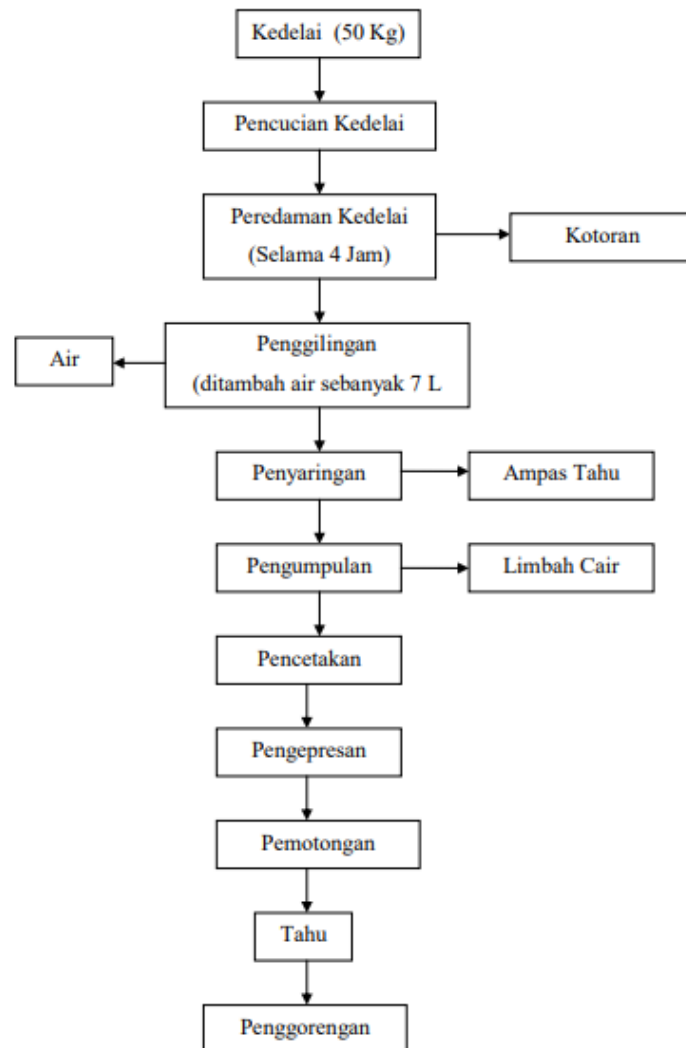 Kedelai (50 Kg)
Pencucian Kedelai
Peredaman Kedelai
(Selama 4 Jam)
Kotoran
Air
Penggilingan
(ditambah air sebanyak 7 L
Penyaringan
Ampas Tahu
Pengumpulan
Limbah Cair
Pencetakan
Pengepresan
Pemotongan
Tahu
Penggorengan